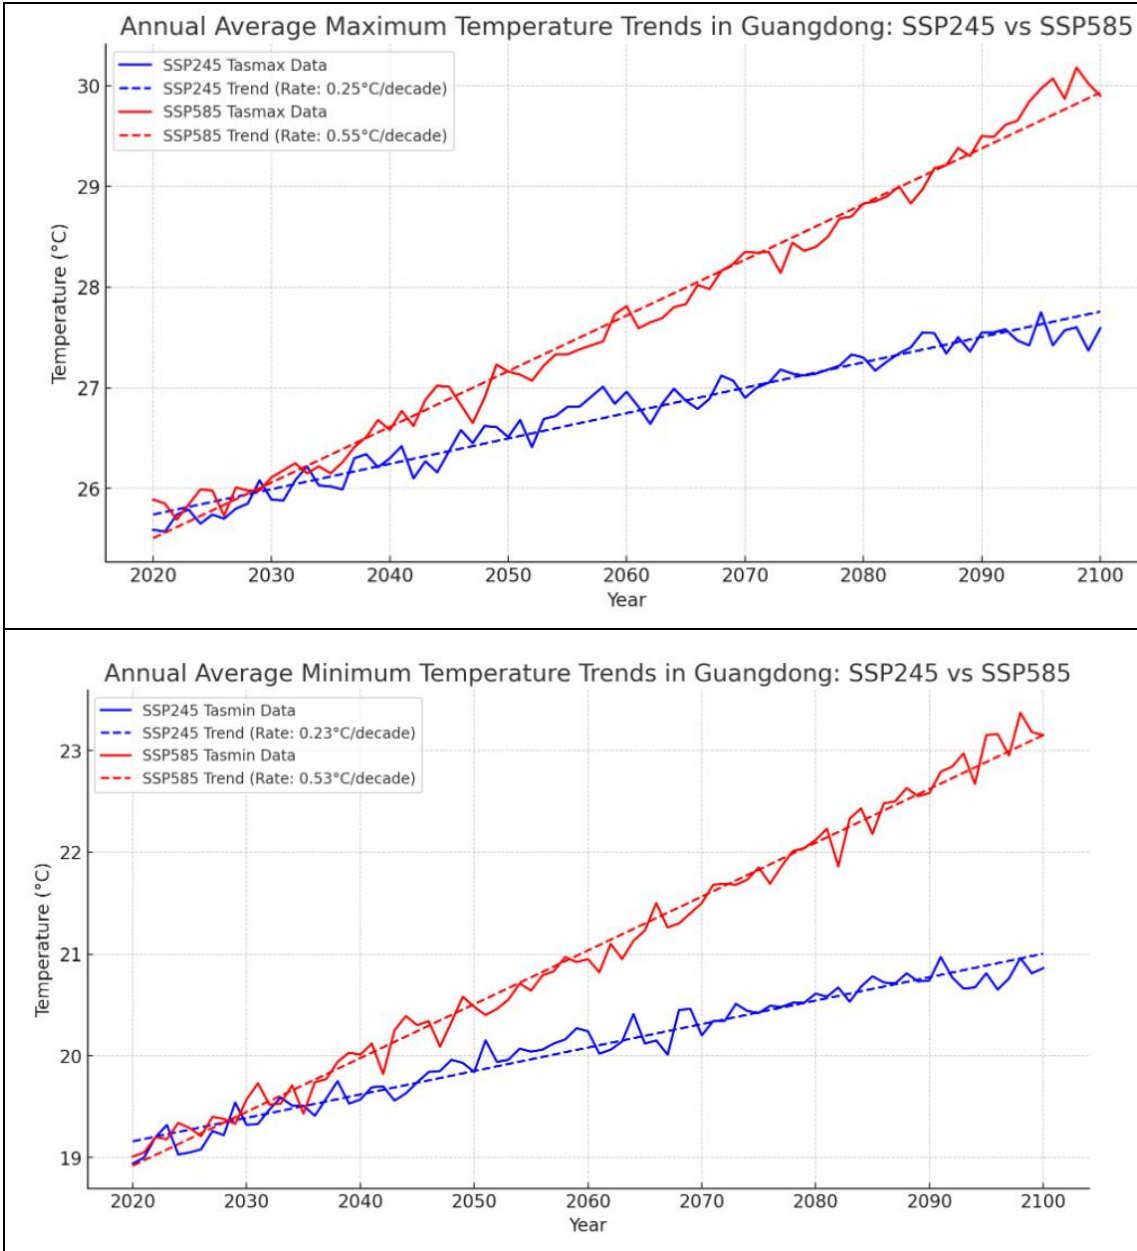 Annual Average Maximum Temperature Trends in Guangdong: SSP245 vs SSP585
SSP245 Tasmax Data
SSP245 Trend (Rate: 0.25°C/decade)
SSP585 Tasmax Data
SSP585 Trend (Rate: 0.55°C/decade)
30
29
28
27
26
Temperature (°C)
2020 2030 2040 2050 2060 2070 2080 2090 2100
Year
Annual Average Minimum Temperature Trends in Guangdong: SSP245 vs SSP585
SSP245 Tasmin Data
SSP245 Trend (Rate: 0.23°C/decade)
SSP585 Tasmin Data
SSP585 Trend (Rate: 0.53°C/decade)
23
22
21
20
19
Temperature (°C)
2020 2030 2040 2050 2060 2070 2080 2090 2100
Year